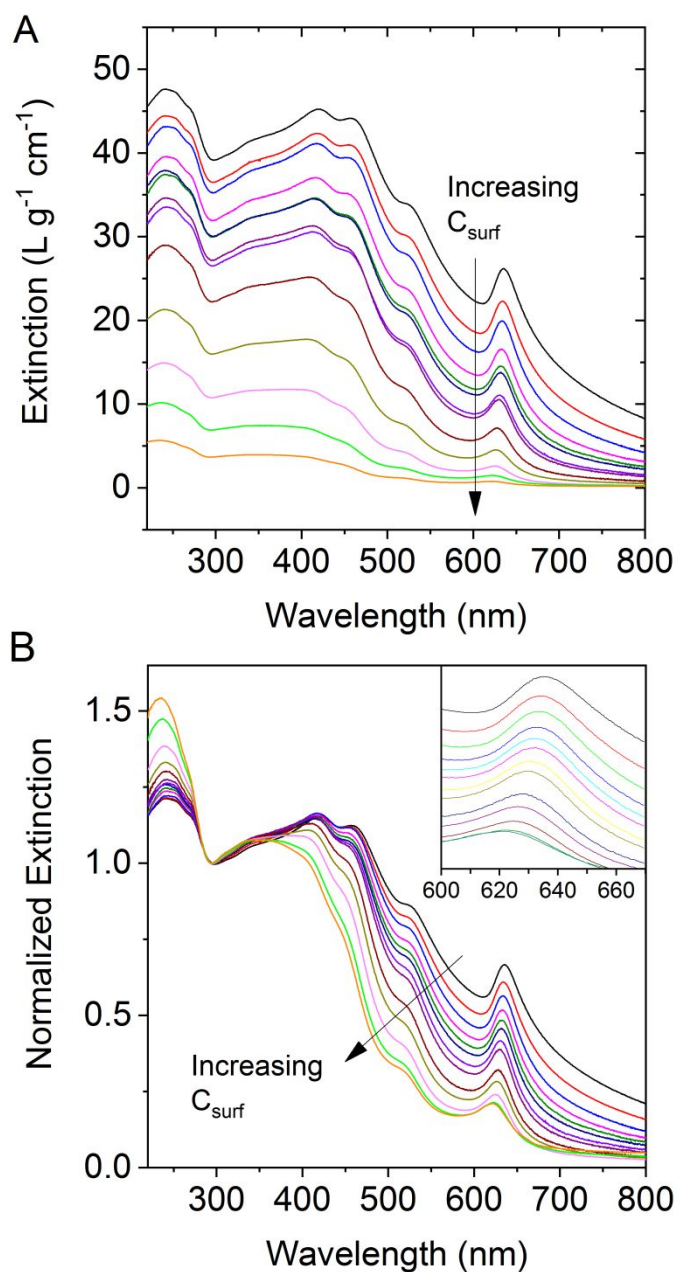 A
Extinction (L g⁻¹ cm⁻¹)
50
40
30
20
10
0
Increasing
C_surf
300 400 500 600 700 800
Wavelength (nm)
B
Normalized Extinction
1.5
1.0
0.5
0.0
600 620 640 660
Increasing
C_surf
300 400 500 600 700 800
Wavelength (nm)